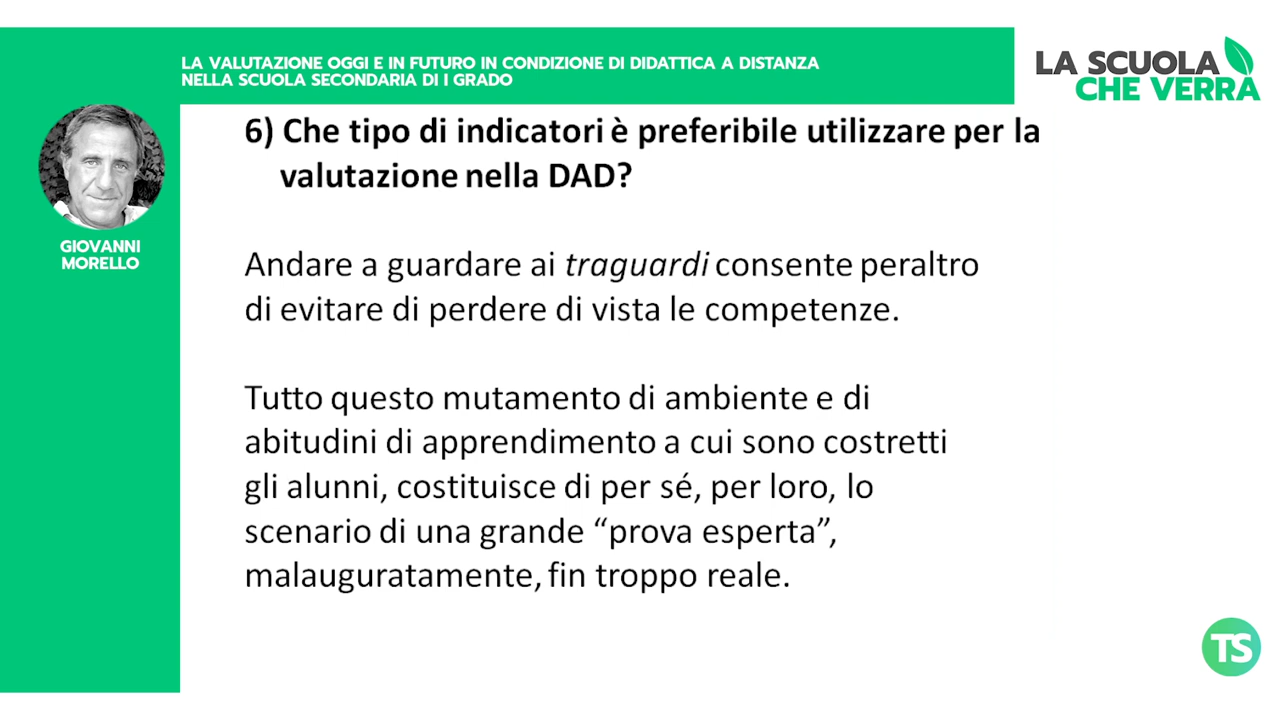 LA VALUTAZIONE OGGI E IN FUTURO IN CONDIZIONE DI DIDATTICA A DISTANZA
NELLA SCUOLA SECONDARIA DI I GRADO
LA SCUOLA
CHE VERRÀ
GIOVANNI
MORELLO
6) Che tipo di indicatori è preferibile utilizzare per la
valutazione nella DAD?
Andare a guardare ai traguardi consente peraltro
di evitare di perdere di vista le competenze.
Tutto questo mutamento di ambiente e di
abitudini di apprendimento a cui sono costretti
gli alunni, costituisce di per sé, per loro, lo
scenario di una grande “prova esperta”,
malauguratamente, fin troppo reale.
TS